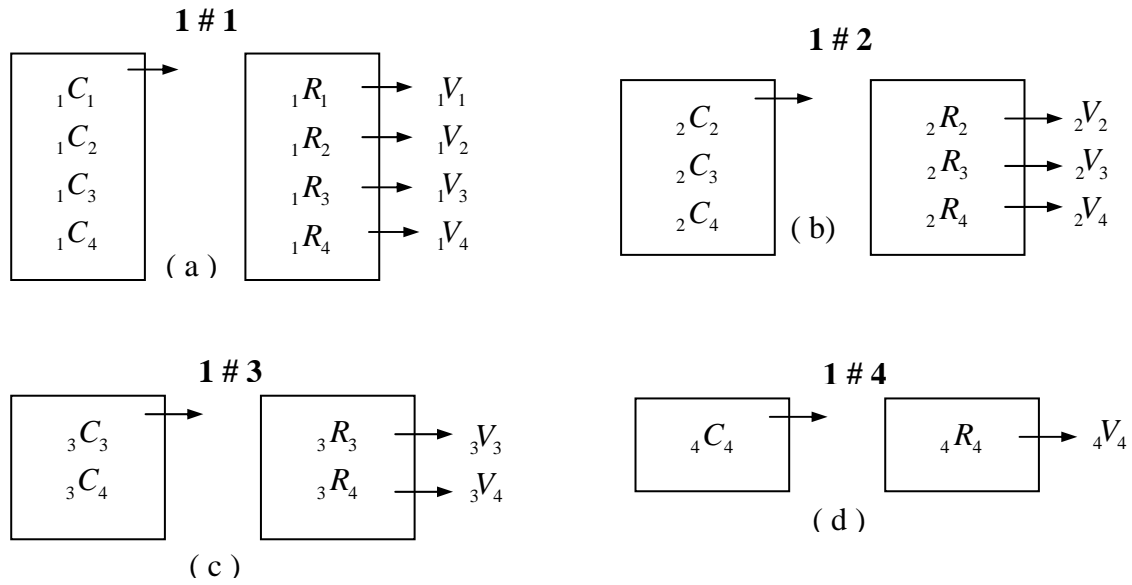 1 # 1
₁C₁ ₁R₁ ₁V₁
₁C₂ ₁R₂ ₁V₂
₁C₃ ₁R₃ ₁V₃
₁C₄ ₁R₄ ₁V₄
( a )
1 # 2
₂C₂ ₂R₂ ₂V₂
₂C₃ ₂R₃ ₂V₃
₂C₄ ₂R₄ ₂V₄
( b)
1 # 3
₃C₃ ₃R₃ ₃V₃
₃C₄ ₃R₄ ₃V₄
( c )
1 # 4
₄C₄ ₄R₄ ₄V₄
( d )